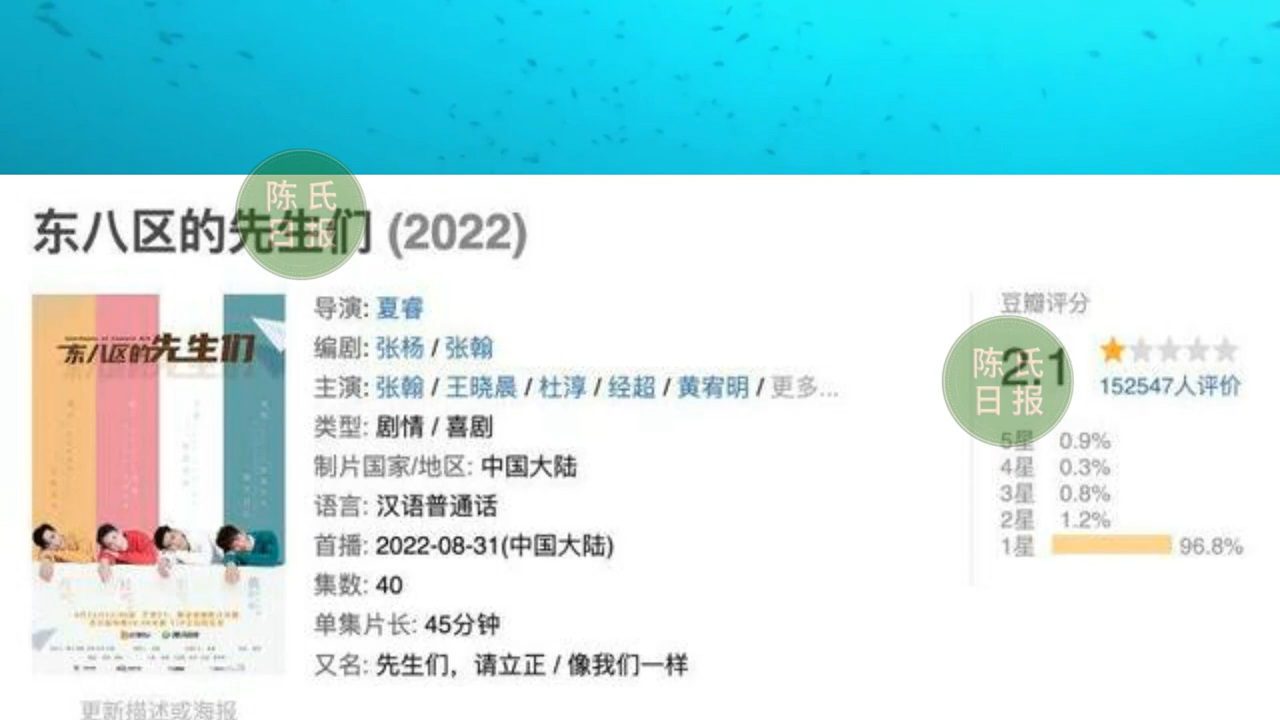 陈氏
日报
东八区的先生们 (2022)
东八区的先生们
导演: 夏睿
编剧: 张杨 / 张翰
主演: 张翰 / 王晓晨 / 杜淳 / 经超 / 黄宥明 / 更多...
类型: 剧情 / 喜剧
制片国家/地区: 中国大陆
语言: 汉语普通话
首播: 2022-08-31(中国大陆)
集数: 40
单集片长: 45分钟
又名: 先生们，请立正 / 像我们一样
更新描述或海报
豆瓣评分
陈氏
日报
2.1
152547人评价
5星 0.9%
4星 0.3%
3星 0.8%
2星 1.2%
1星 96.8%